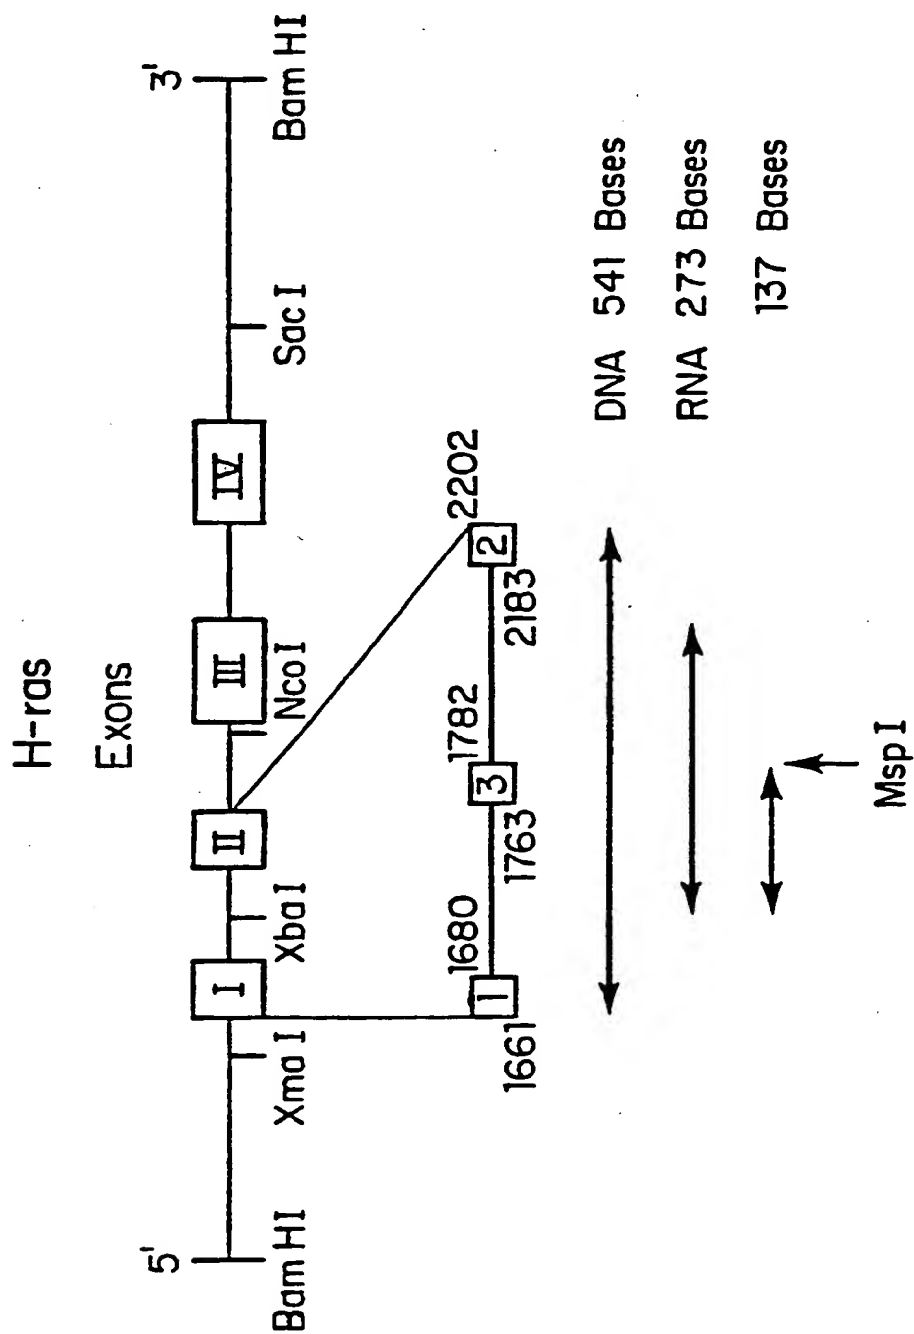 H-ras
Exons
5'
3'
I
II
III
IV
Bam HI
Xma I
Xba I
Nco I
Sac I
Bam HI
1680
1782
2202
1
3
2
1661
1763
2183
DNA 541 Bases
RNA 273 Bases
137 Bases
Msp I